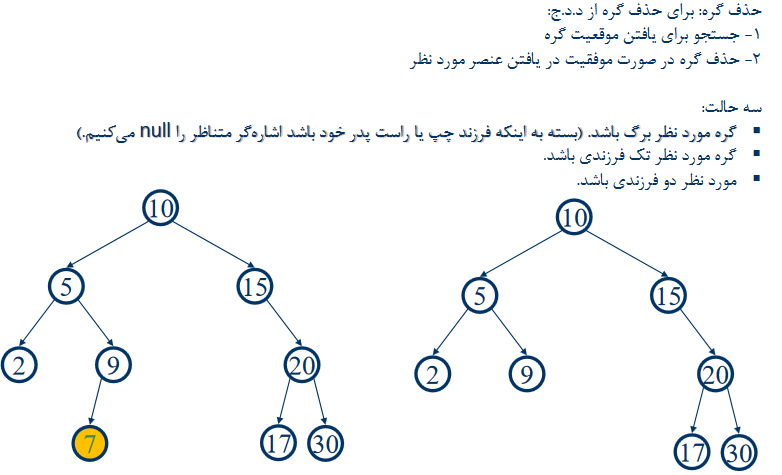 حذف گره: برای حذف گره از د.د.ج:
۱- جستجو برای یافتن موقعیت گره
۲- حذف گره در صورت موفقیت در یافتن عنصر مورد نظر
سه حالت:
▪ گره مورد نظر برگ باشد. (بسته به اینکه فرزند چپ یا راست پدر خود باشد اشاره‌گر متناظر را null می‌کنیم.)
▪ گره مورد نظر تک فرزندی باشد.
▪ مورد نظر دو فرزندی باشد.
10
5 15
2 9 20
7 17 30
10
5 15
2 9 20
17 30